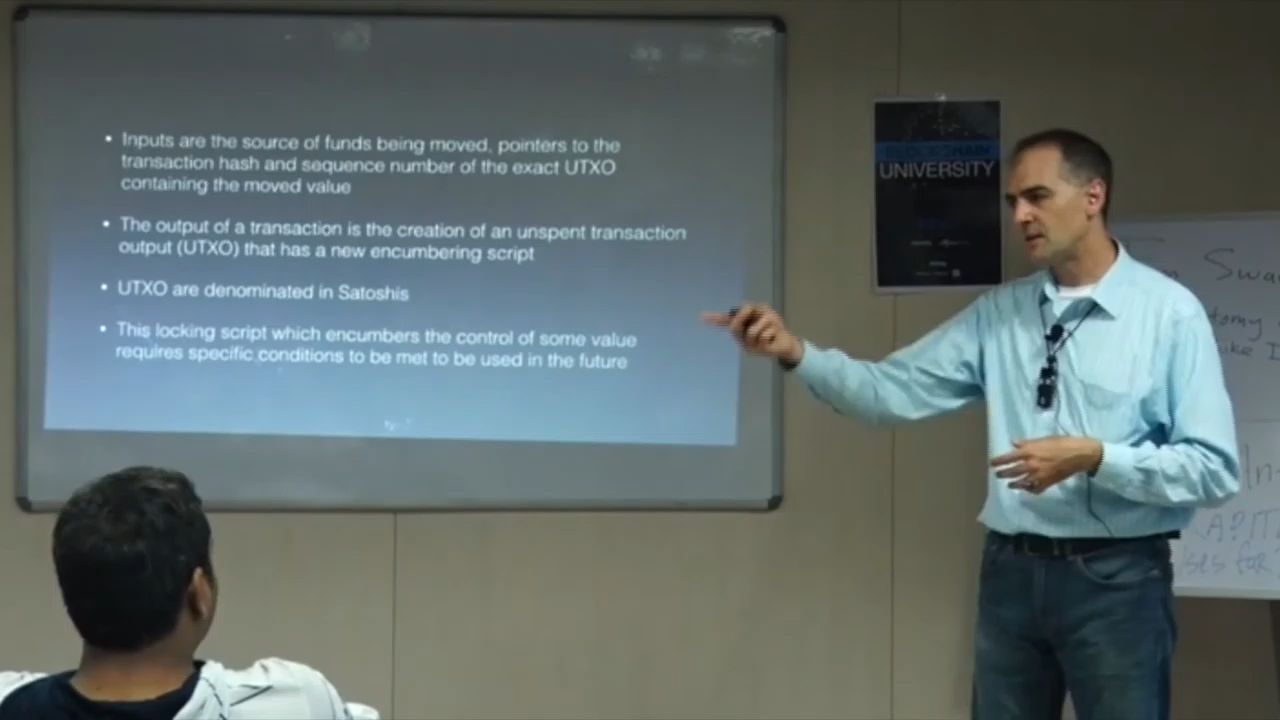 • Inputs are the source of funds being moved, pointers to the
transaction hash and sequence number of the exact UTXO
containing the moved value
• The output of a transaction is the creation of an unspent transaction
output (UTXO) that has a new encumbering script
• UTXO are denominated in Satoshis
• This locking script which encumbers the control of some value
requires specific conditions to be met to be used in the future
BLOCKCHAIN
UNIVERSITY